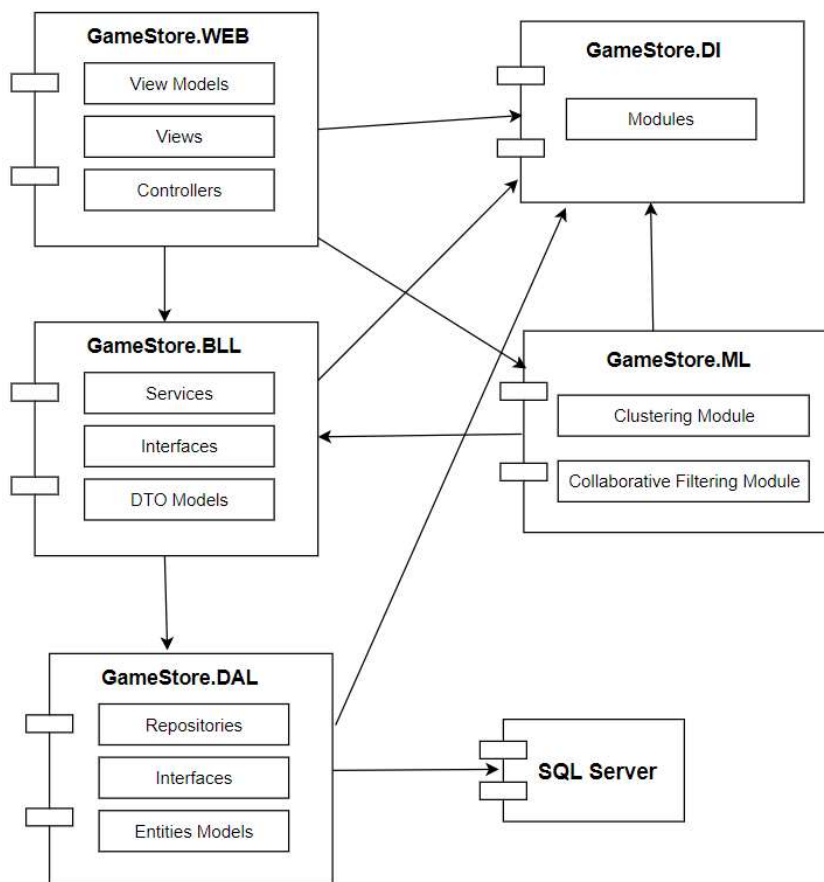 GameStore.WEB
View Models
Views
Controllers
GameStore.DI
Modules
GameStore.BLL
Services
Interfaces
DTO Models
GameStore.ML
Clustering Module
Collaborative Filtering Module
GameStore.DAL
Repositories
Interfaces
Entities Models
SQL Server